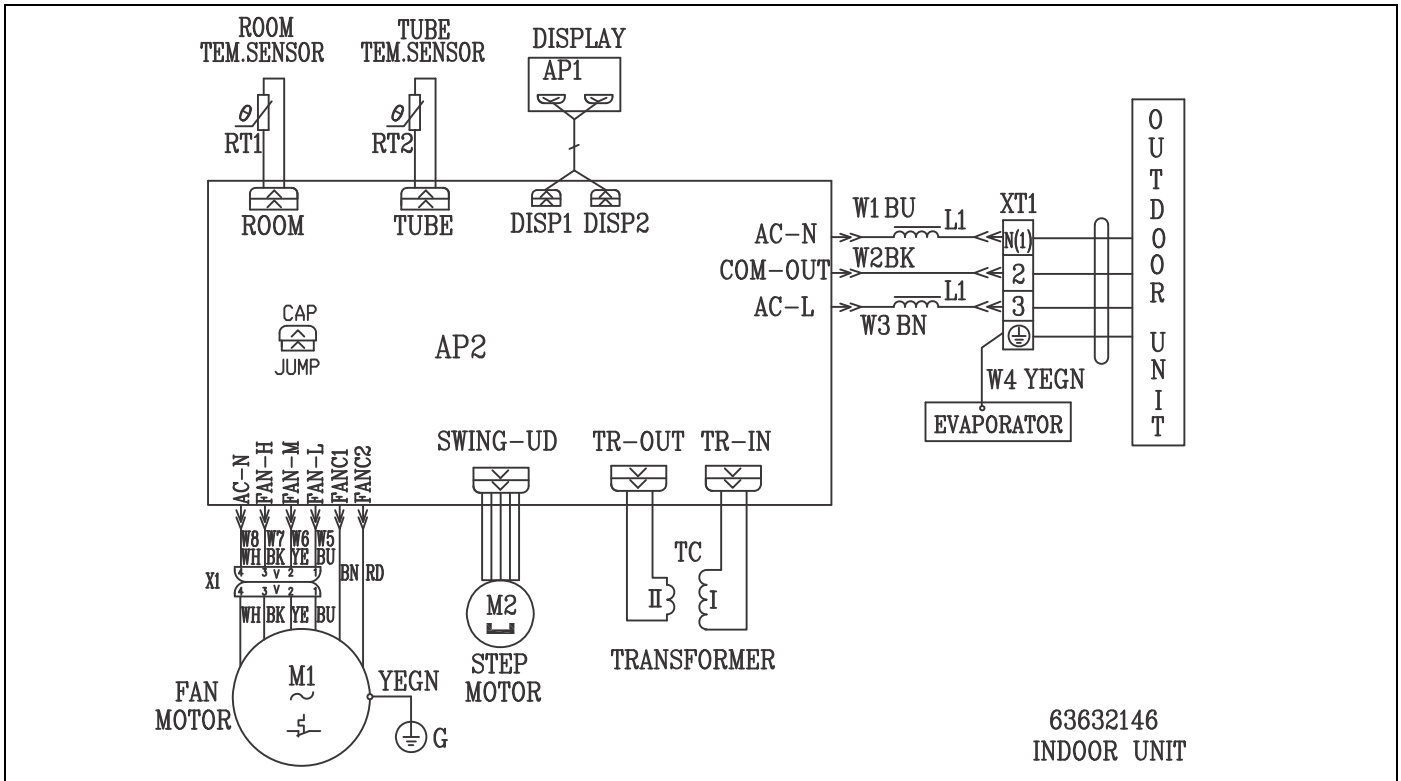 ROOM
TEM.SENSOR
TUBE
TEM.SENSOR
DISPLAY
AP1
θ
RT1
θ
RT2
ROOM
TUBE
DISP1
DISP2
AC-N
COM-OUT
AC-L
W1 BU
L1
W2BK
L1
W3 BN
XT1
N(1)
2
3
W4 YEGN
EVAPORATOR
OUTDOOR UNIT
CAP
JUMP
AP2
SWING-UD
TR-OUT
TR-IN
AC-N
FAN-H
FAN-M
FAN-L
FANC1
FANC2
W8 W7 W6 W5
WH BK YE BU
BN RD
X1
4 3 V 2 1
4 3 V 2 1
WH BK YE BU
M1
FAN
MOTOR
YEGN
G
M2
STEP
MOTOR
TC
II
I
TRANSFORMER
63632146
INDOOR UNIT